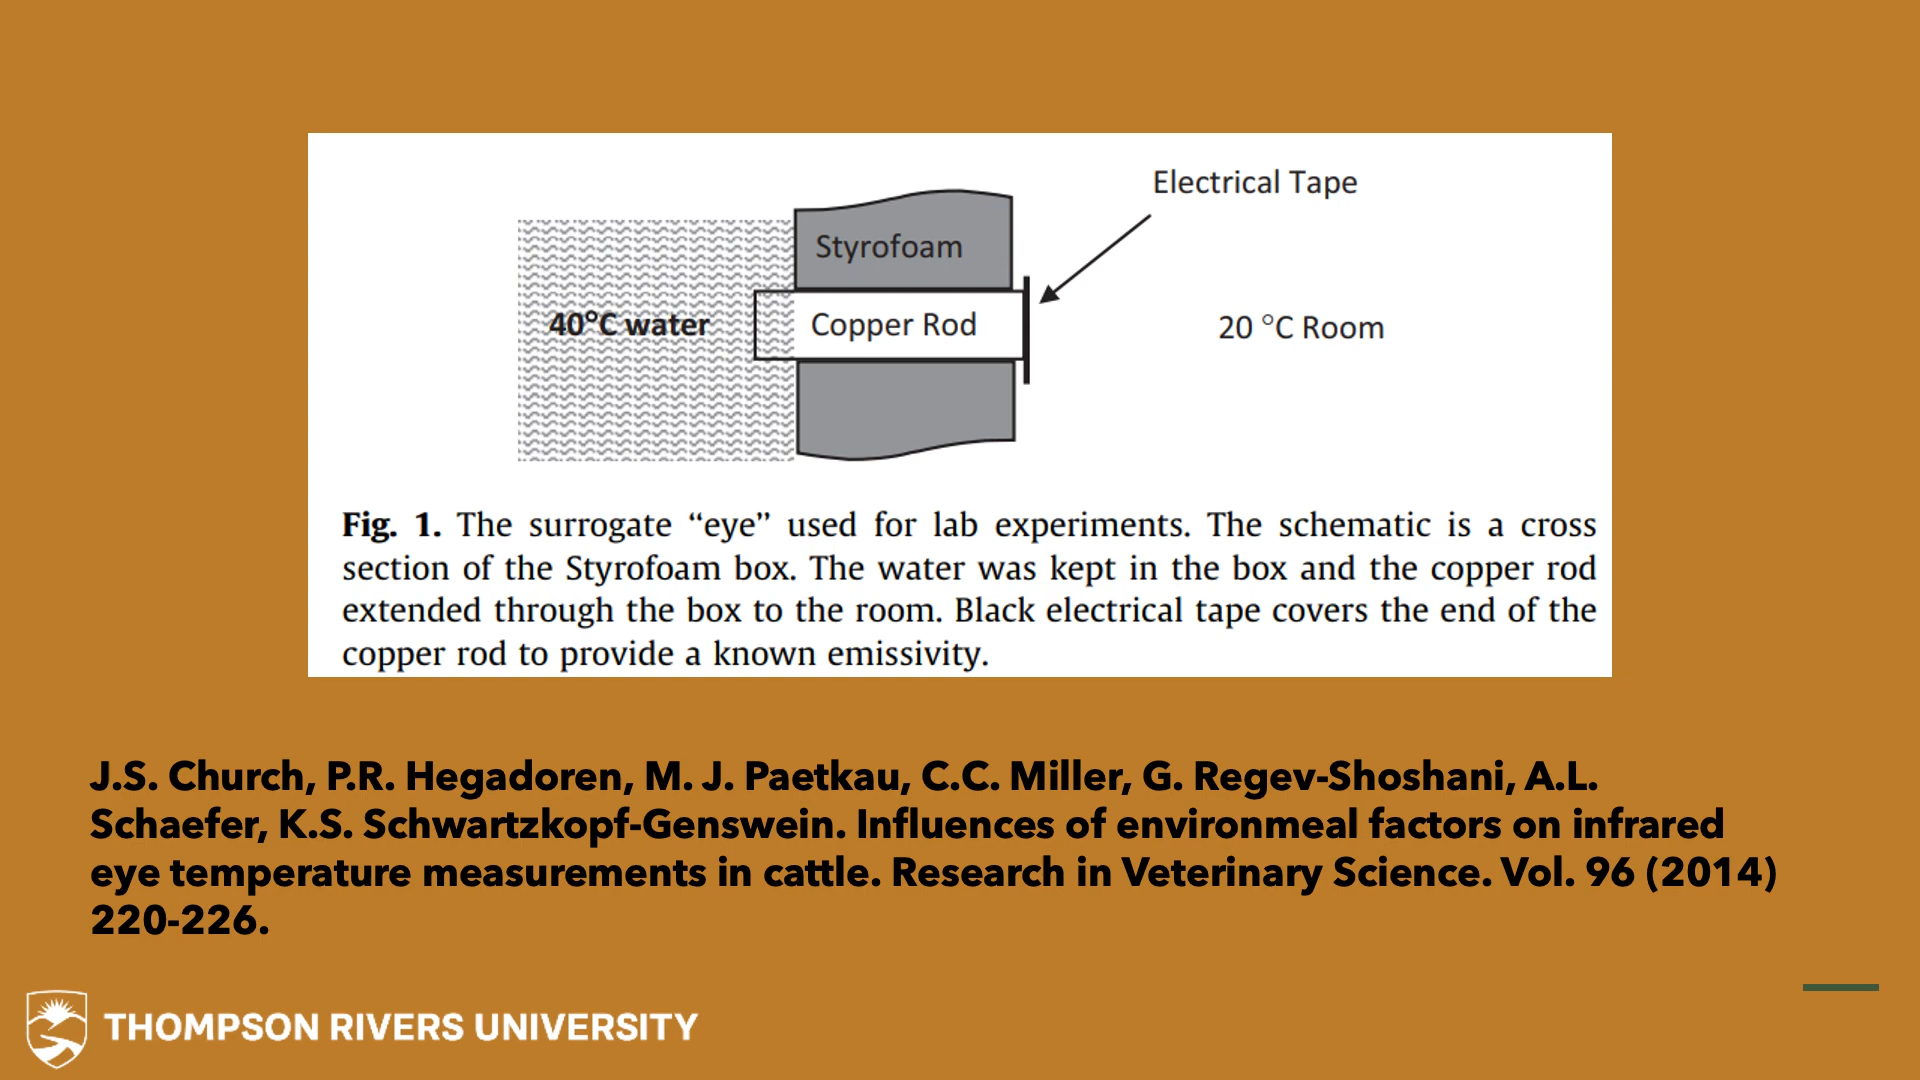 Electrical Tape
Styrofoam
40°C water
Copper Rod
20 °C Room
Fig. 1. The surrogate “eye” used for lab experiments. The schematic is a cross
section of the Styrofoam box. The water was kept in the box and the copper rod
extended through the box to the room. Black electrical tape covers the end of the
copper rod to provide a known emissivity.
J.S. Church, P.R. Hegadoren, M. J. Paetkau, C.C. Miller, G. Regev-Shoshani, A.L.
Schaefer, K.S. Schwartzkopf-Genswein. Influences of environmeal factors on infrared
eye temperature measurements in cattle. Research in Veterinary Science. Vol. 96 (2014)
220-226.
THOMPSON RIVERS UNIVERSITY